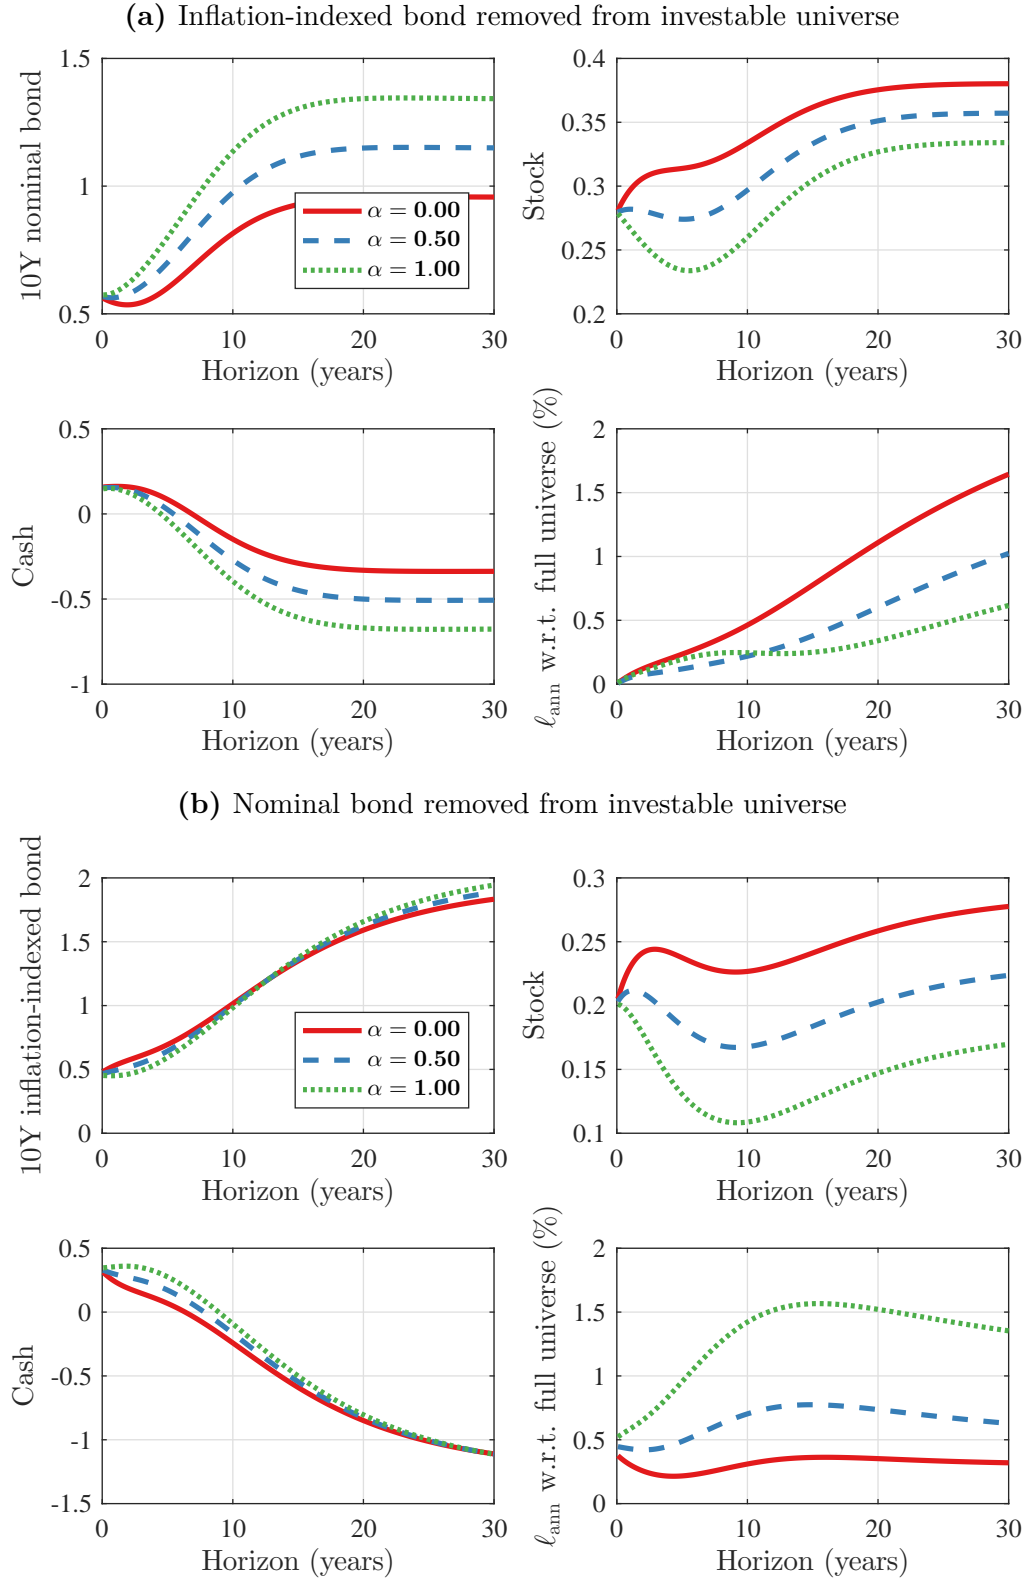 (a) Inflation-indexed bond removed from investable universe
10Y nominal bond
1.5
1
0.5
0 10 20 30
Horizon (years)
α = 0.00
α = 0.50
α = 1.00
Stock
0.4
0.35
0.3
0.25
0.2
0 10 20 30
Horizon (years)
Cash
0.5
0
-0.5
-1
0 10 20 30
Horizon (years)
ℓann w.r.t. full universe (%)
2
1.5
1
0.5
0
0 10 20 30
Horizon (years)
(b) Nominal bond removed from investable universe
10Y inflation-indexed bond
2
1.5
1
0.5
0
0 10 20 30
Horizon (years)
α = 0.00
α = 0.50
α = 1.00
Stock
0.3
0.25
0.2
0.15
0.1
0 10 20 30
Horizon (years)
Cash
0.5
0
-0.5
-1
-1.5
0 10 20 30
Horizon (years)
ℓann w.r.t. full universe (%)
2
1.5
1
0.5
0
0 10 20 30
Horizon (years)